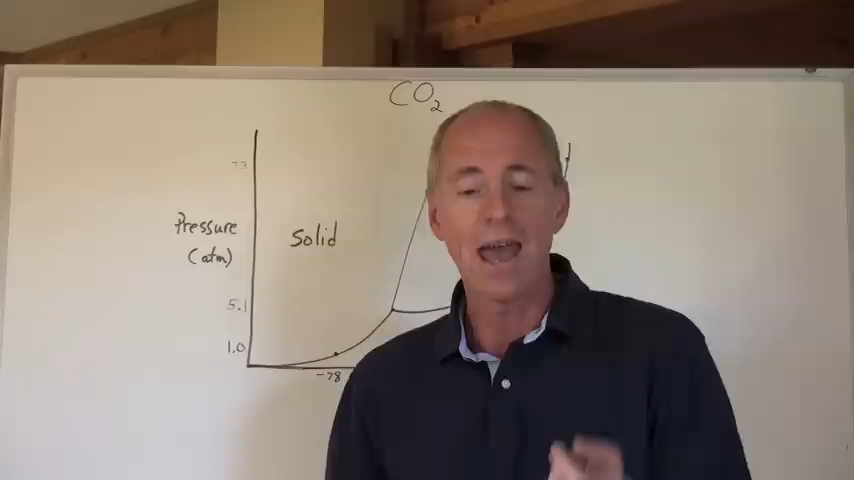 CO2
73
Pressure
(atm)
Solid
5.1
1.0
-78